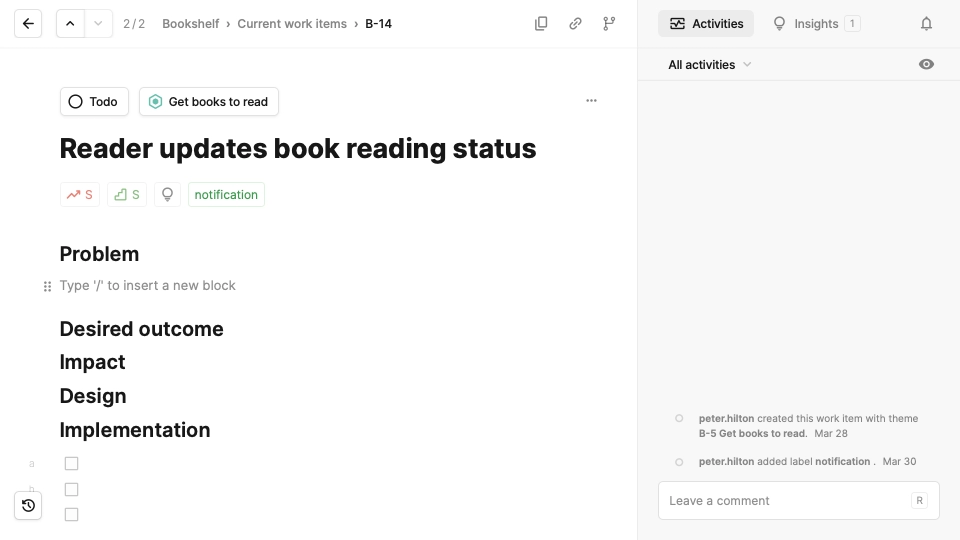 2/2 Bookshelf › Current work items › B-14
Todo
Get books to read
Reader updates book reading status
S
S
notification
Problem
Type '/' to insert a new block
Desired outcome
Impact
Design
Implementation
a
b
Activities
Insights 1
All activities
peter.hilton created this work item with theme
B-5 Get books to read. Mar 28
peter.hilton added label notification . Mar 30
Leave a comment R